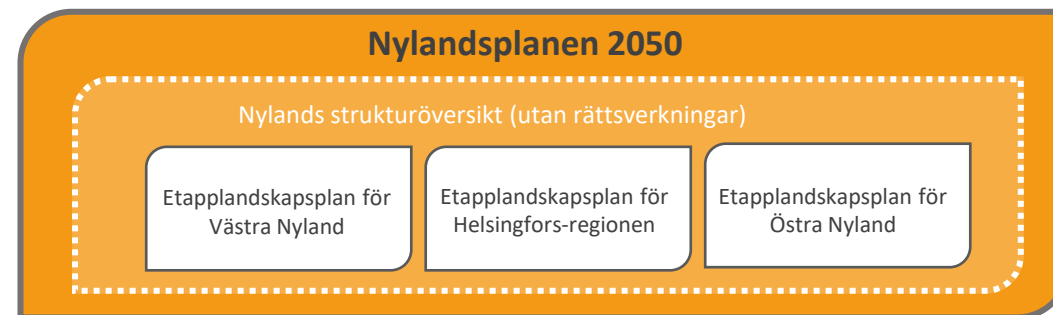 Nylandsplanen 2050
Nylands strukturöversikt (utan rättsverkningar)
Etapplandskapsplan för
Västra Nyland
Etapplandskapsplan för
Helsingfors-regionen
Etapplandskapsplan för
Östra Nyland